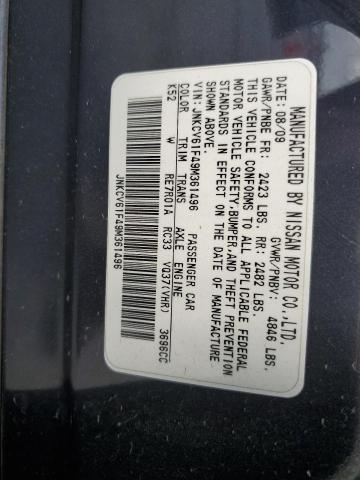 MANUFACTURED BY NISSAN MOTOR CO., LTD.
DATE: 08/09 GVWR/PNBV: 4846 LBS.
GAWR/PNBE FR: 2423 LBS. RR: 2482 LBS.
THIS VEHICLE CONFORMS TO ALL APPLICABLE FEDERAL
MOTOR VEHICLE SAFETY, BUMPER, AND THEFT PREVENTION
STANDARDS IN EFFECT ON THE DATE OF MANUFACTURE
SHOWN ABOVE.
VIN: JNKCV61F49M361496 PASSENGER CAR
COLOR TRIM TRANS AXLE ENGINE
K52 W RE7R01A RC33 VQ37(VHR) 3696CC
JNKCV61F49M361496